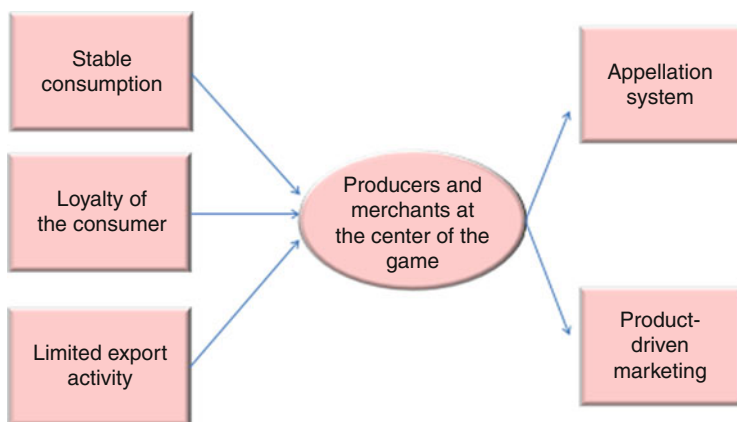 Stable
consumption
Loyalty of
the consumer
Limited export
activity
Producers and
merchants at
the center of the
game
Appellation
system
Product-
driven
marketing